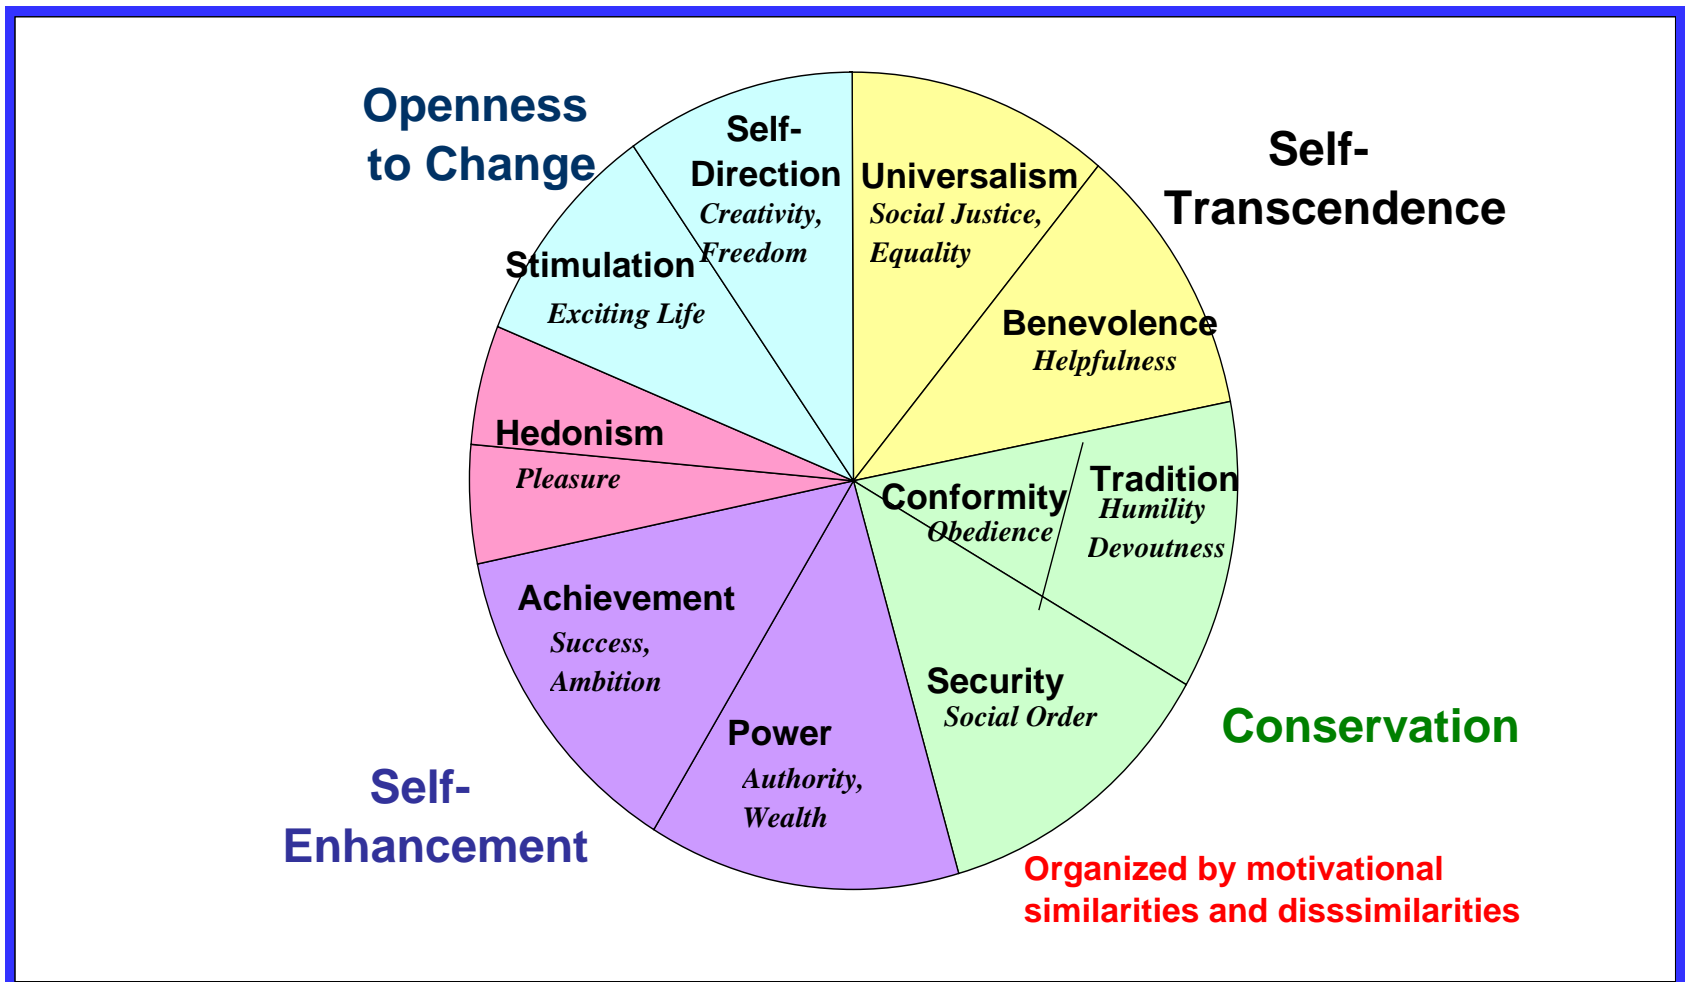 Openness
to Change
Self-
Direction
Creativity,
Freedom
Universalism
Social Justice,
Equality
Self-
Transcendence
Stimulation
Exciting Life
Benevolence
Helpfulness
Hedonism
Pleasure
Conformity
Obedience
Tradition
Humility
Devoutness
Achievement
Success,
Ambition
Security
Social Order
Power
Authority,
Wealth
Conservation
Self-
Enhancement
Organized by motivational
similarities and disssimilarities